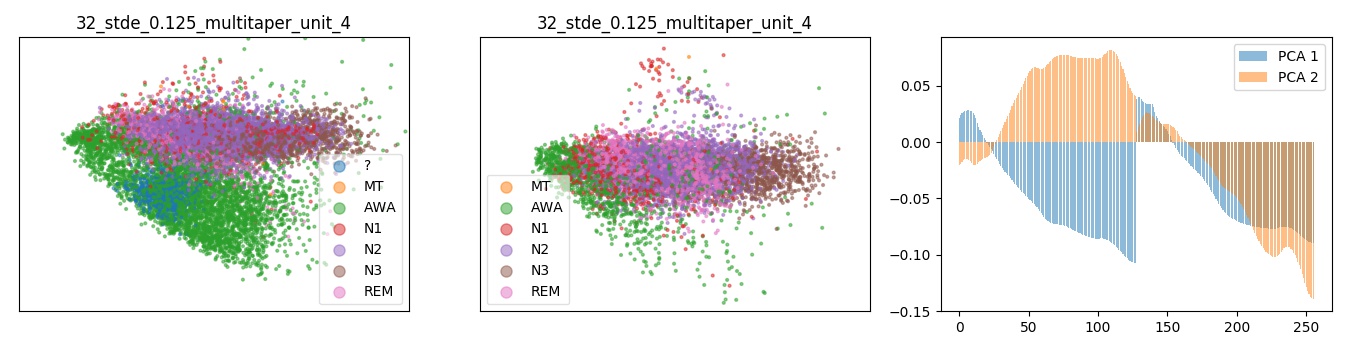 32_stde_0.125_multitaper_unit_4
?
MT
AWA
N1
N2
N3
REM
32_stde_0.125_multitaper_unit_4
MT
AWA
N1
N2
N3
REM
PCA 1
PCA 2
0.05
0.00
−0.05
−0.10
−0.15
0 50 100 150 200 250